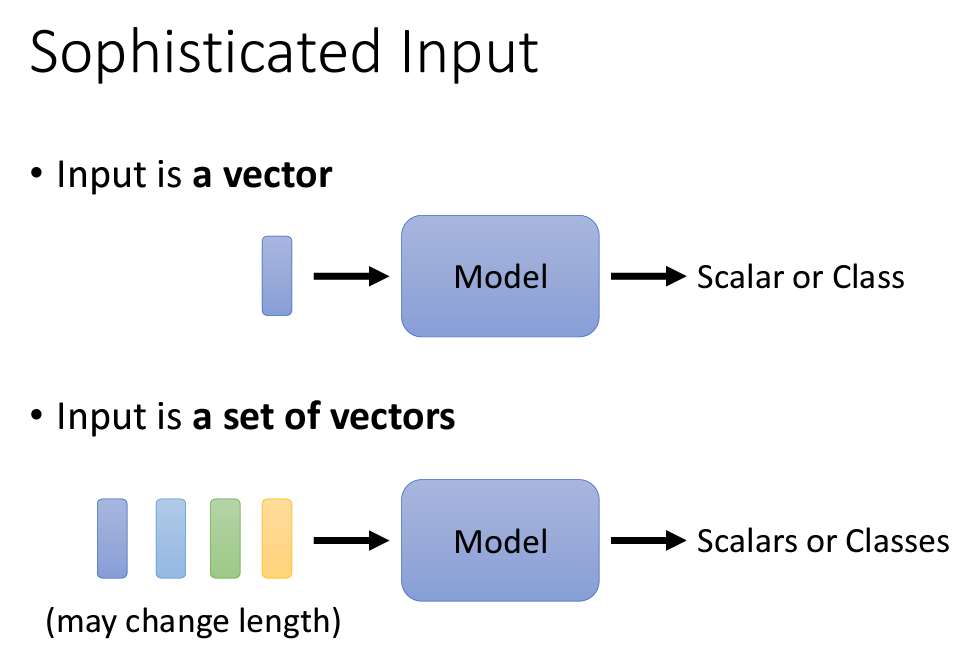 Sophisticated Input
• Input is a vector
Model
Scalar or Class
• Input is a set of vectors
Model
Scalars or Classes
(may change length)